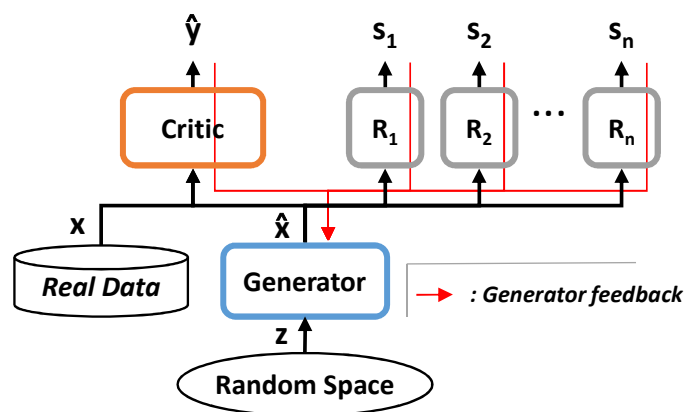 ŷ s₁ s₂ sₙ
Critic R₁ R₂ ... Rₙ
x x̂
Real Data Generator
: Generator feedback
z
Random Space